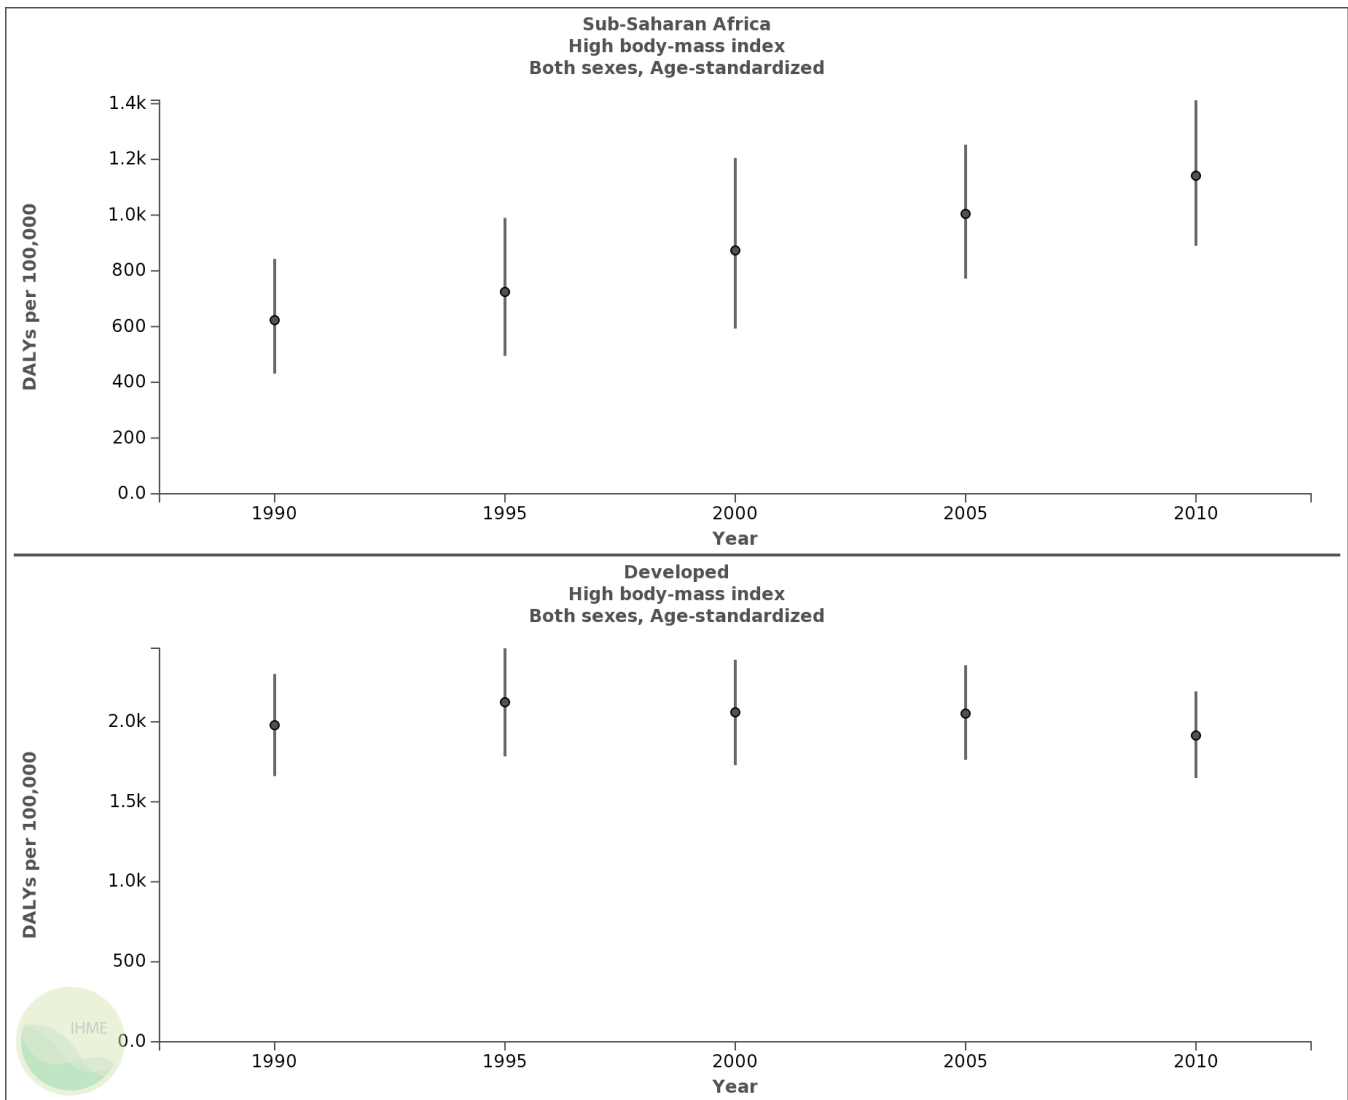 Sub-Saharan Africa
High body-mass index
Both sexes, Age-standardized
DALYs per 100,000
1.4k
1.2k
1.0k
800
600
400
200
0.0
1990 1995 2000 2005 2010
Year
Developed
High body-mass index
Both sexes, Age-standardized
DALYs per 100,000
2.0k
1.5k
1.0k
500
0.0
IHME
1990 1995 2000 2005 2010
Year